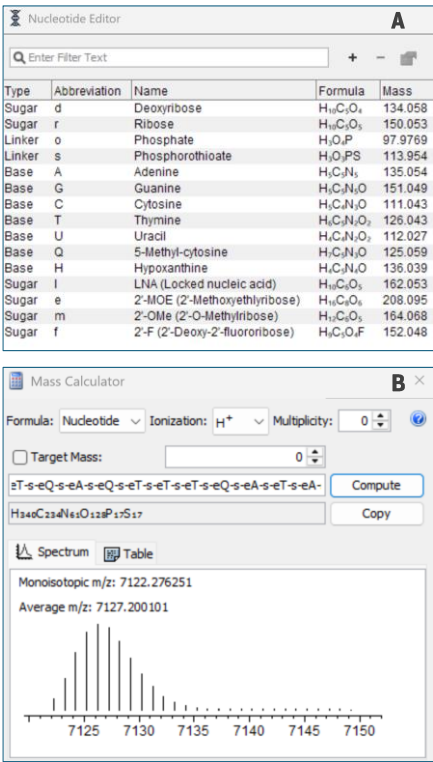 Nucleotide Editor A
Enter Filter Text + −
Type Abbreviation Name Formula Mass
Sugar d Deoxyribose H₁₀C₅O₄ 134.058
Sugar r Ribose H₁₀C₅O₅ 150.053
Linker o Phosphate H₃O₄P 97.9769
Linker s Phosphorothioate H₃O₃PS 113.954
Base A Adenine H₅C₅N₅ 135.054
Base G Guanine H₅C₅N₅O 151.049
Base C Cytosine H₅C₄N₃O 111.043
Base T Thymine H₆C₅N₂O₂ 126.043
Base U Uracil H₄C₄N₂O₂ 112.027
Base Q 5-Methyl-cytosine H₇C₅N₃O 125.059
Base H Hypoxanthine H₄C₅N₄O 136.039
Sugar l LNA (Locked nucleic acid) H₁₀C₆O₅ 162.053
Sugar e 2'-MOE (2'-Methoxyethlyribose) H₁₆C₈O₆ 208.095
Sugar m 2'-OMe (2'-O-Methylribose) H₁₂C₆O₅ 164.068
Sugar f 2'-F (2'-Deoxy-2'-fluororibose) H₉C₅O₄F 152.048
Mass Calculator B ×
Formula: Nucleotide Ionization: H⁺ Multiplicity: 0 ?
Target Mass: 0
eT-s-eQ-s-eA-s-eQ-s-eT-s-eT-s-eT-s-eQ-s-eA-s-eT-s-eA- Compute
H₃₄₀C₂₃₄N₆₁O₁₂₈P₁₇S₁₇ Copy
Spectrum Table
Monoisotopic m/z: 7122.276251
Average m/z: 7127.200101
7125 7130 7135 7140 7145 7150